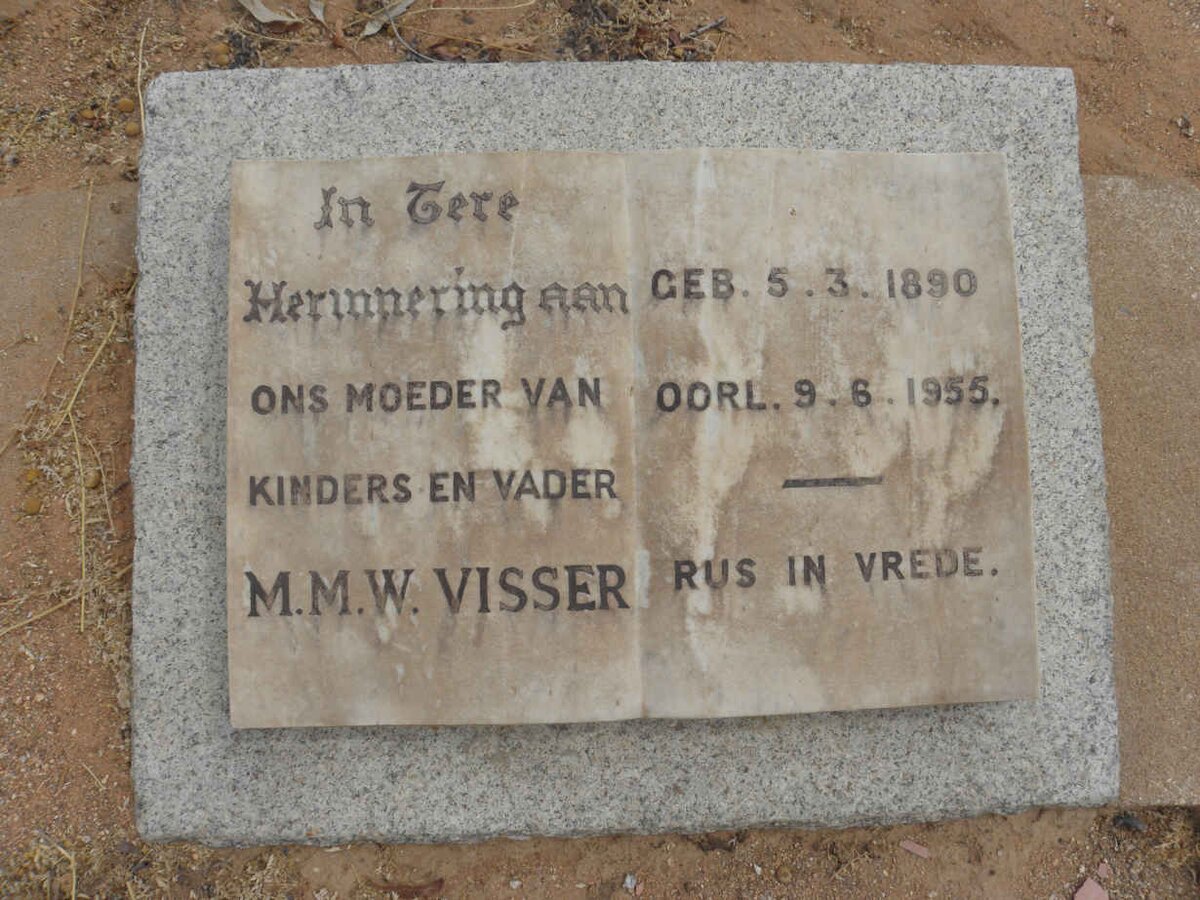 In Tere
Herinnering aan
ONS MOEDER VAN
KINDERS EN VADER
M.M.W. VISSER
GEB. 5.3.1890
OORL. 9.6.1955.
—
RUS IN VREDE.